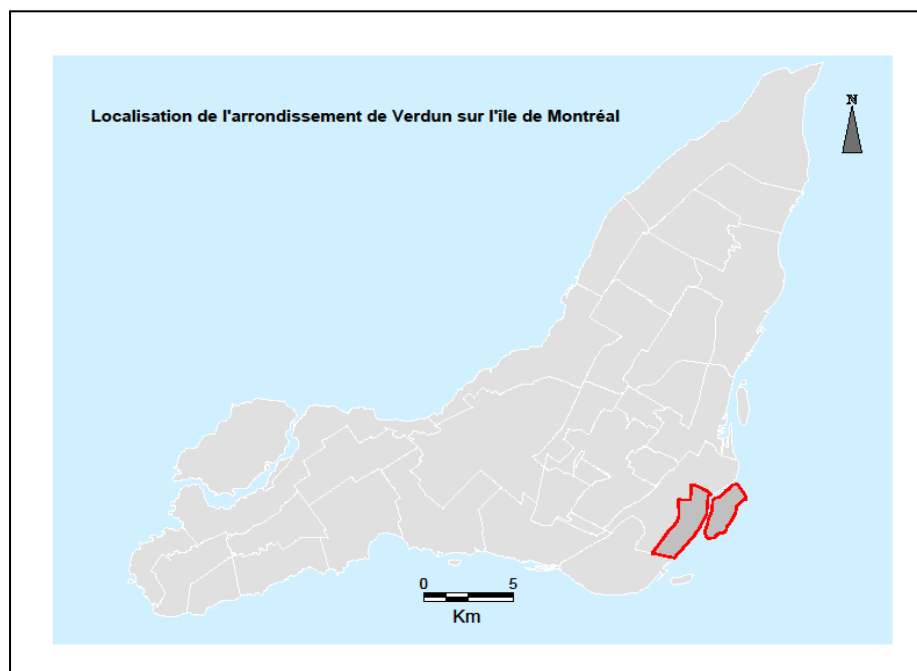 Localisation de l'arrondissement de Verdun sur l'île de Montréal
N
0 5
Km